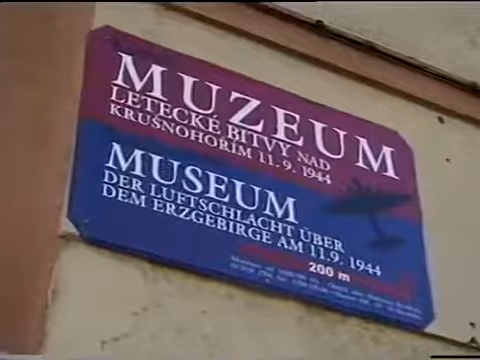 MUZEUM
LETECKÉ BITVY NAD
KRUŠNOHOŘÍM 11.9.1944
MUSEUM
DER LUFTSCHLACHT ÜBER
DEM ERZGEBIRGE AM 11.9.1944
200 m